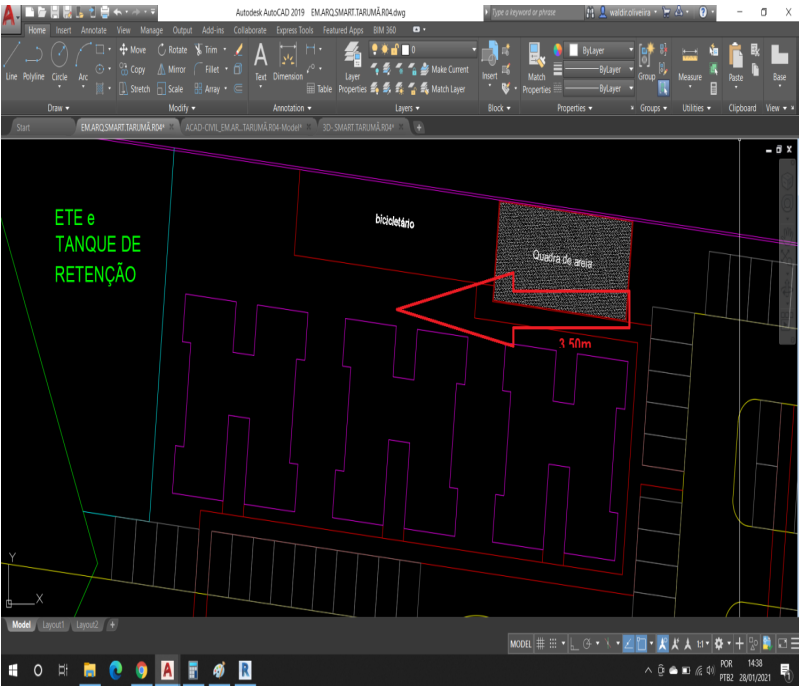 Autodesk AutoCAD 2019 EM.ARQ.SMART.TARUMÃ.R04.dwg
Type a keyword or phrase
waldir.oliveira
Home Insert Annotate View Manage Output Add-ins Collaborate Express Tools Featured Apps BIM 360
Line Polyline Circle Arc
Move Rotate Trim
Copy Mirror Fillet
Stretch Scale Array
Text Dimension
Table
Layer Properties
0
Make Current
Match Layer
Insert
Match Properties
ByLayer
ByLayer
ByLayer
Group
Measure
Paste
Base
Draw Modify Annotation Layers Block Properties Groups Utilities Clipboard View
Start EM.ARQ.SMART.TARUMÃ.R04* ACAD-CIVIL_EM.AR...TARUMÃ.R04-Model* 3D-.SMART.TARUMÃ.R04*
ETE e
TANQUE DE
RETENÇÃO
bicicletário
Quadra de areia
3.50m
Y
X
Model Layout1 Layout2
MODEL
1:1
POR
PTB2
14:38
28/01/2021